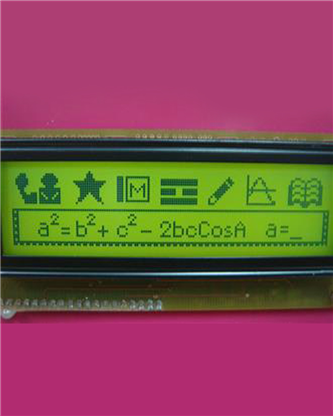 M
a²=b²+c²-2bcCosA a=_